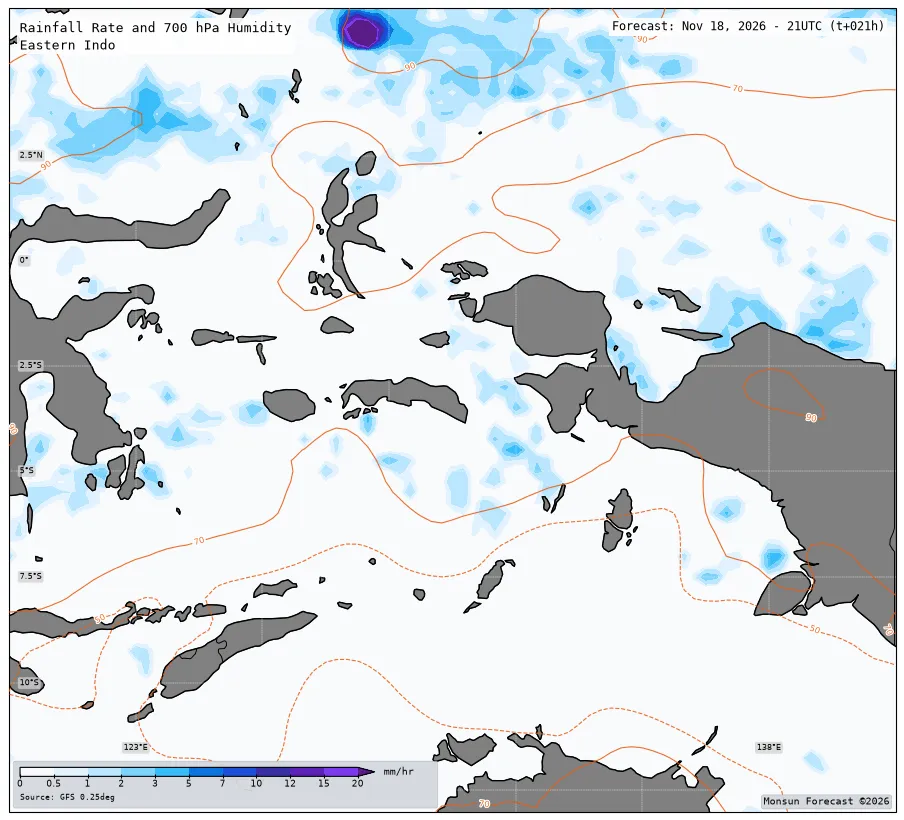 Rainfall Rate and 700 hPa Humidity
Eastern Indo
Forecast: Nov 18, 2026 - 21UTC (t+021h)
90
90
70
2.5°N
90
0°
2.5°S
90
5°S
70
7.5°S
50
50
70
10°S
123°E
138°E
0 0.5 1 2 3 5 7 10 12 15 20 mm/hr
Source: GFS 0.25deg
70
Monsun Forecast ©2026